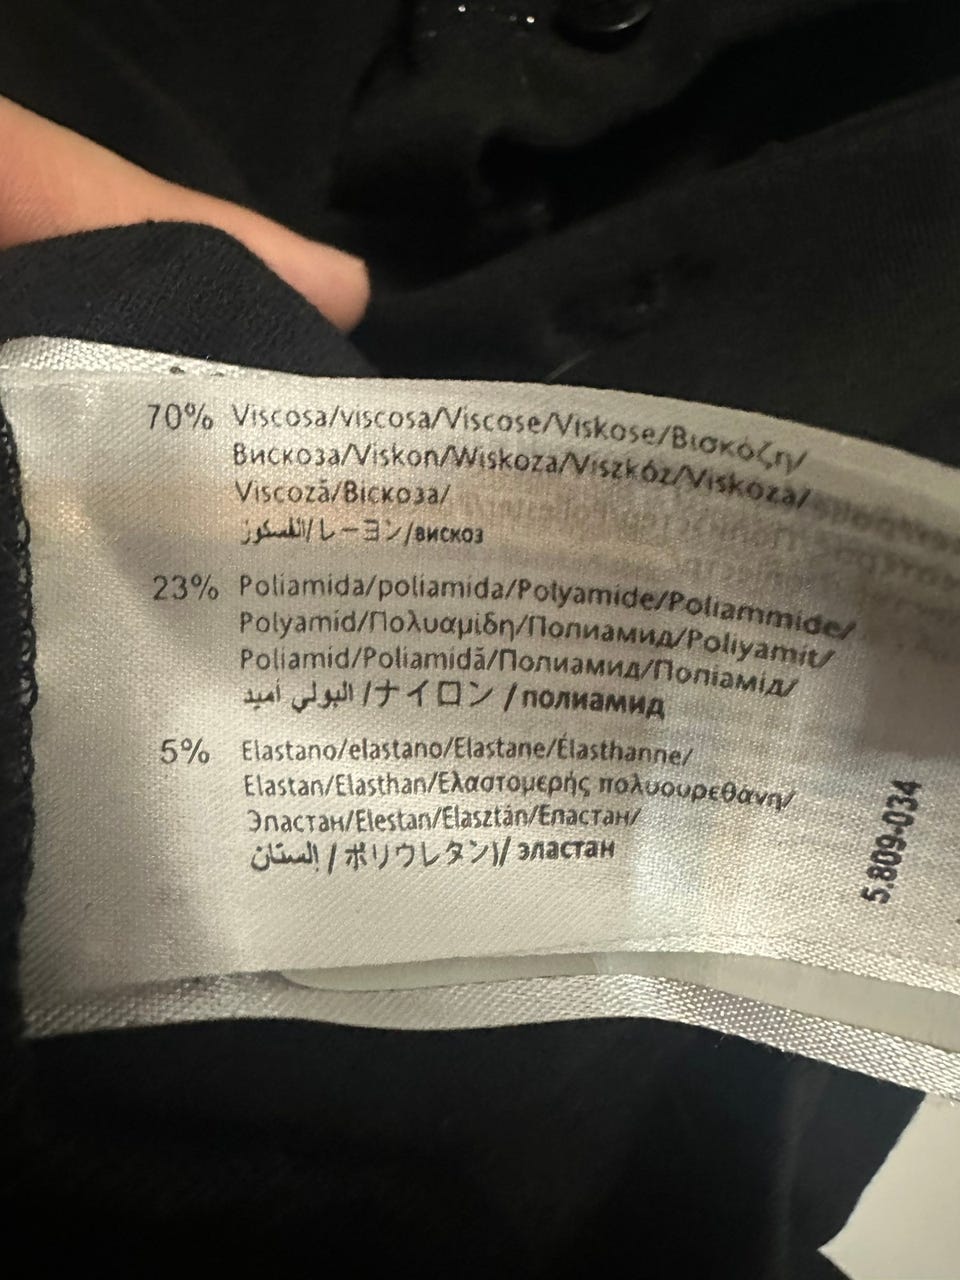 70% Viscosa/viscosa/Viscose/Viskose/Βισκόζη/
Вискоза/Viskon/Wiskoza/Viszkóz/Viskoza/
Viscoză/Віскоза/
الفسكوز/レーヨン/вискоз
23% Poliamida/poliamida/Polyamide/Poliammide/
Polyamid/Πολυαμίδη/Полиамид/Poliyamit/
Poliamid/Poliamidă/Полиамид/Поліамід/
البولي أميد /ナイロン / полиамид
5% Elastano/elastano/Elastane/Élasthanne/
Elastan/Elasthan/Ελαστομερής πολυουρεθάνη/
Эластан/Elestan/Elasztán/Еластан/
إلستان /ポリウレタン)/ эластан
5.809-034